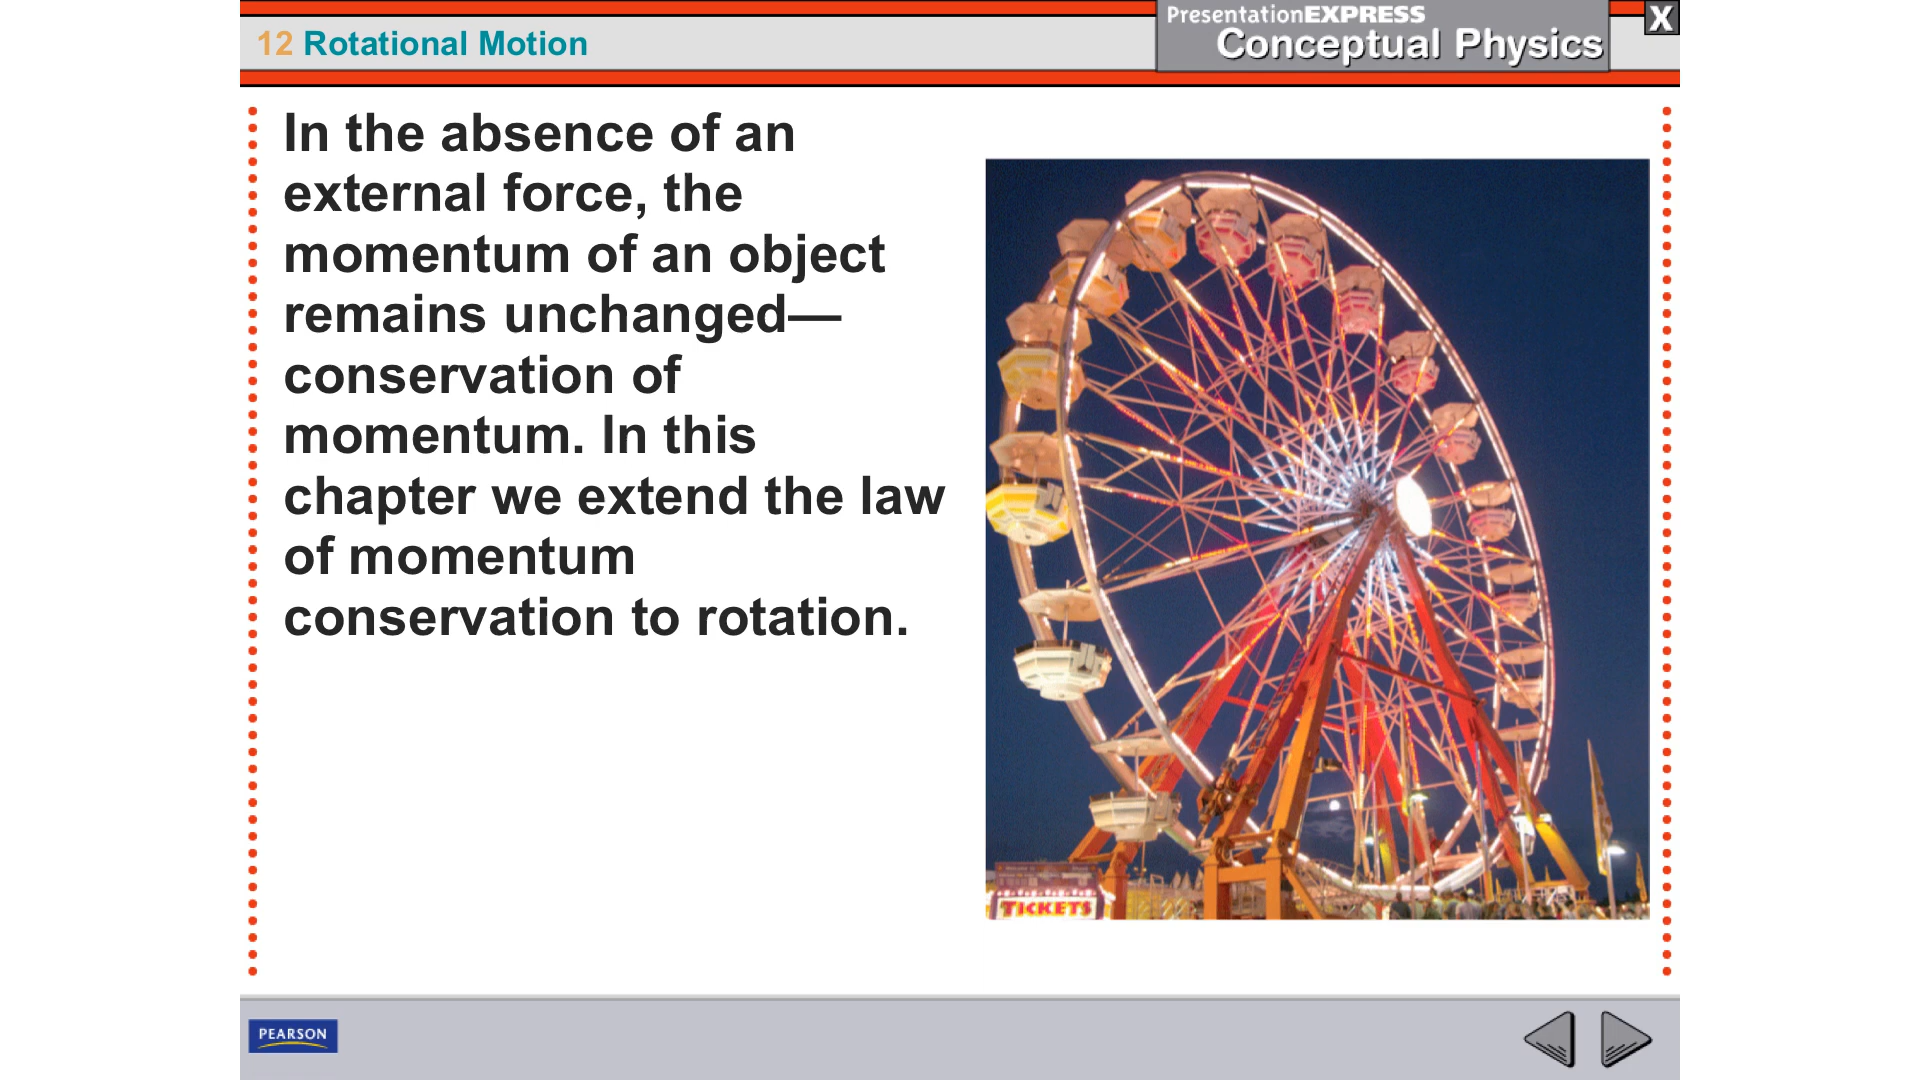 PresentationEXPRESS
Conceptual Physics
X
12 Rotational Motion
In the absence of an
external force, the
momentum of an object
remains unchanged—
conservation of
momentum. In this
chapter we extend the law
of momentum
conservation to rotation.
TICKETS
PEARSON